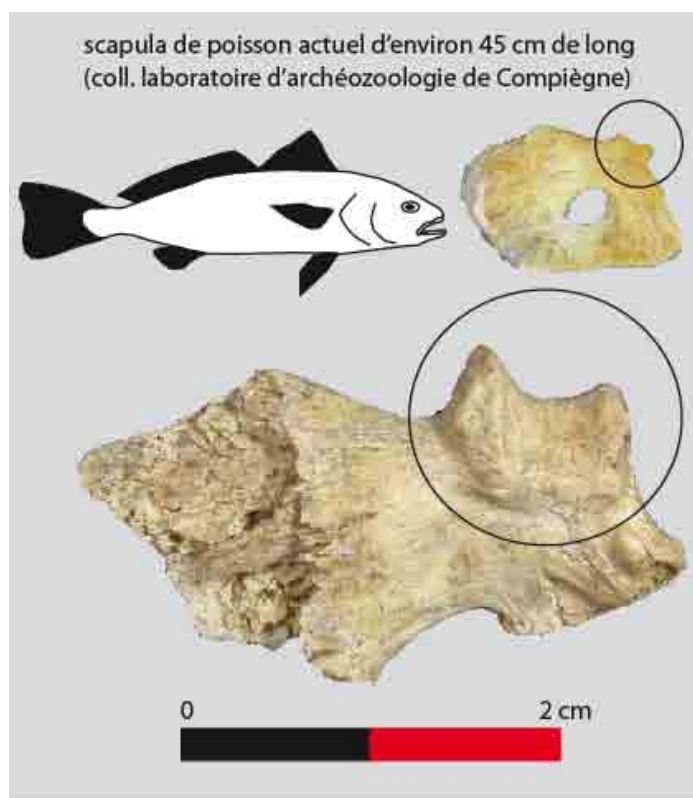 scapula de poisson actuel d’environ 45 cm de long
(coll. laboratoire d’archéozoologie de Compiègne)
0 2 cm